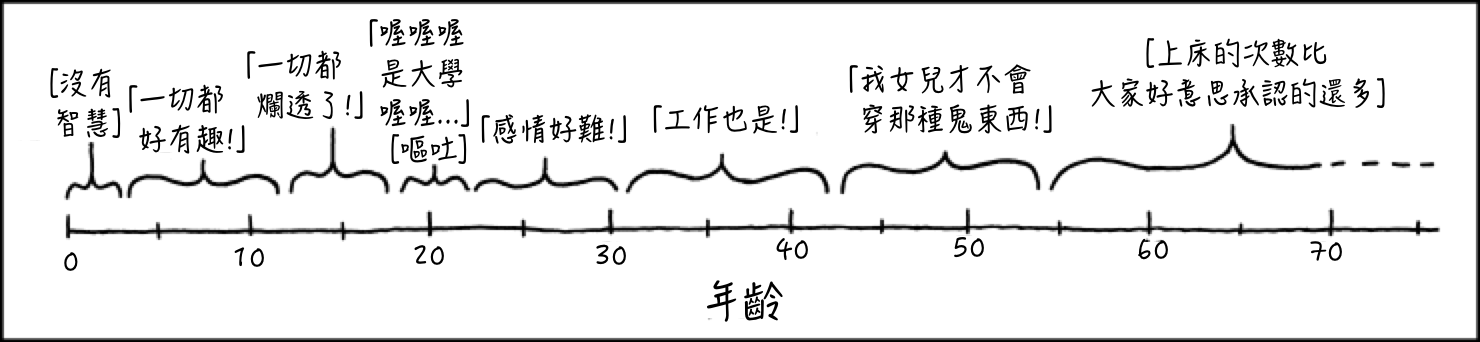 [沒有
智慧]
「一切都
好有趣!」
「一切都
爛透了!」
「喔喔喔
是大學
喔喔...」
[嘔吐]
「感情好難!」
「工作也是!」
「我女兒才不會
穿那種鬼東西!」
[上床的次數比
大家好意思承認的還多]
0
10
20
30
40
50
60
70
年齡